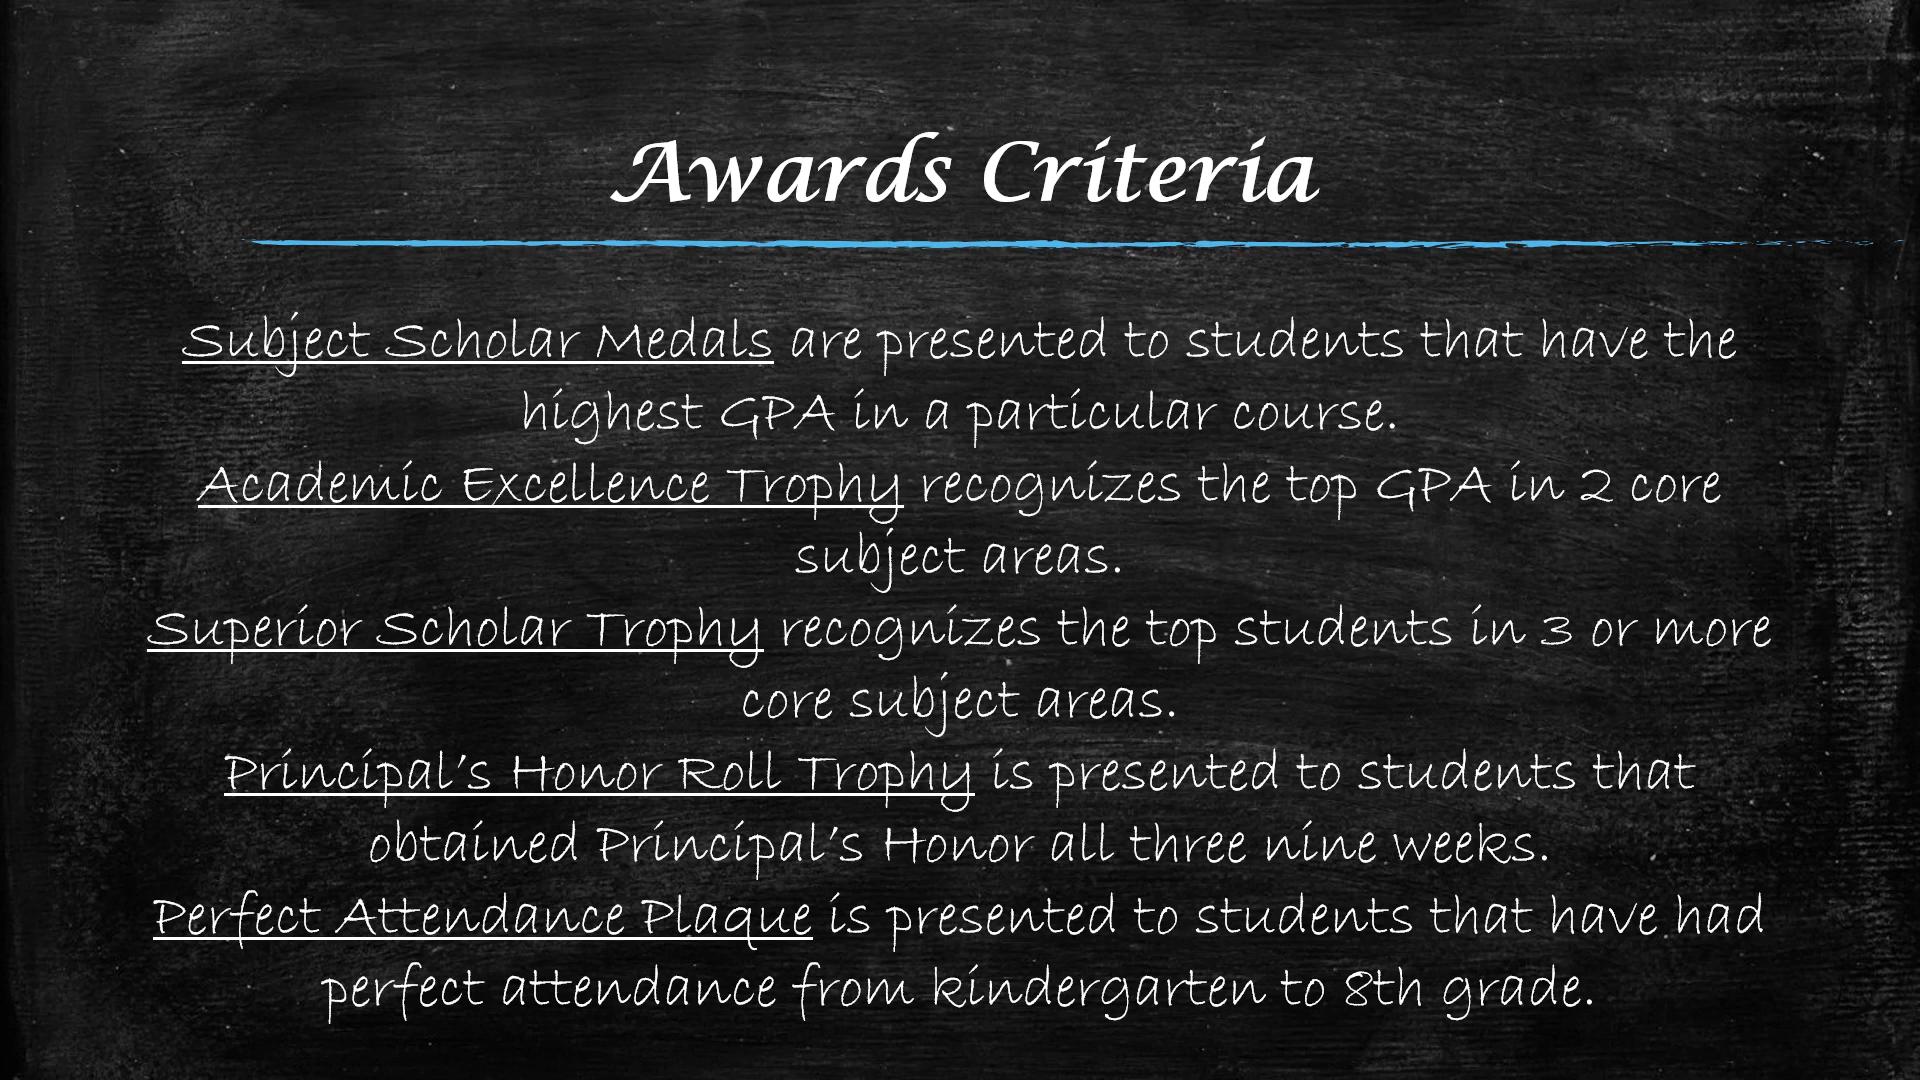 Awards Criteria
Subject Scholar Medals are presented to students that have the
highest GPA in a particular course.
Academic Excellence Trophy recognizes the top GPA in 2 core
subject areas.
Superior Scholar Trophy recognizes the top students in 3 or more
core subject areas.
Principal’s Honor Roll Trophy is presented to students that
obtained Principal’s Honor all three nine weeks.
Perfect Attendance Plaque is presented to students that have had
perfect attendance from kindergarten to 8th grade.